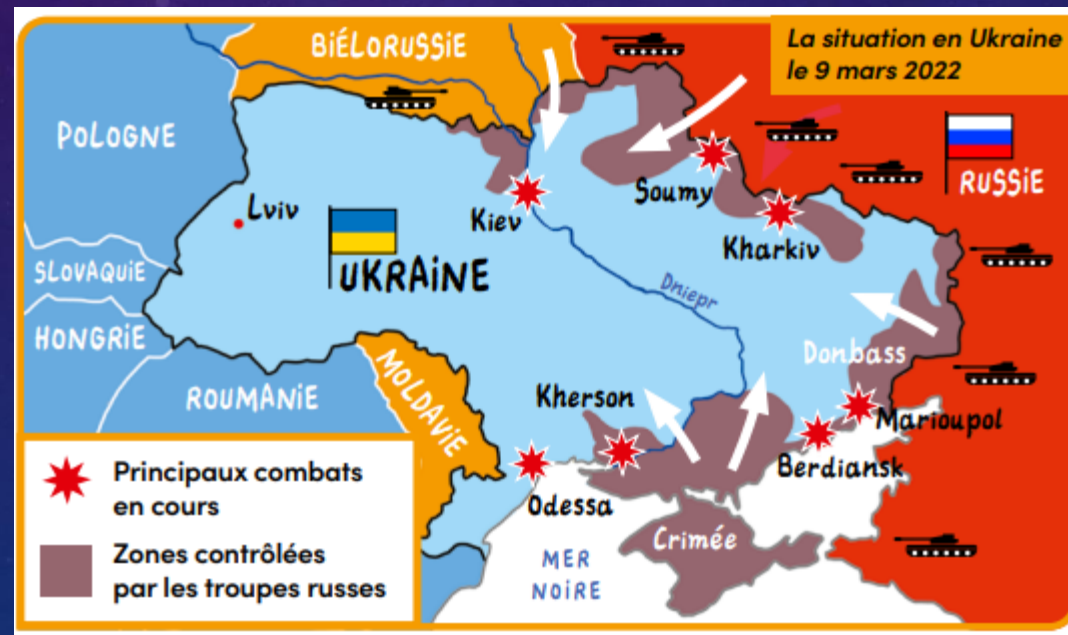 La situation en Ukraine
le 9 mars 2022
BiÉLORUSSiE
POLOGNE
RUSSiE
Soumy
Lviv
Kiev
Kharkiv
UKRAiNE
SLOVAQUiE
Dniepr
HONGRiE
Donbass
MOLDAViE
ROUMANiE
Kherson
Marioupol
Berdiansk
Odessa
Crimée
MER
NOiRE
Principaux combats
en cours
Zones contrôlées
par les troupes russes